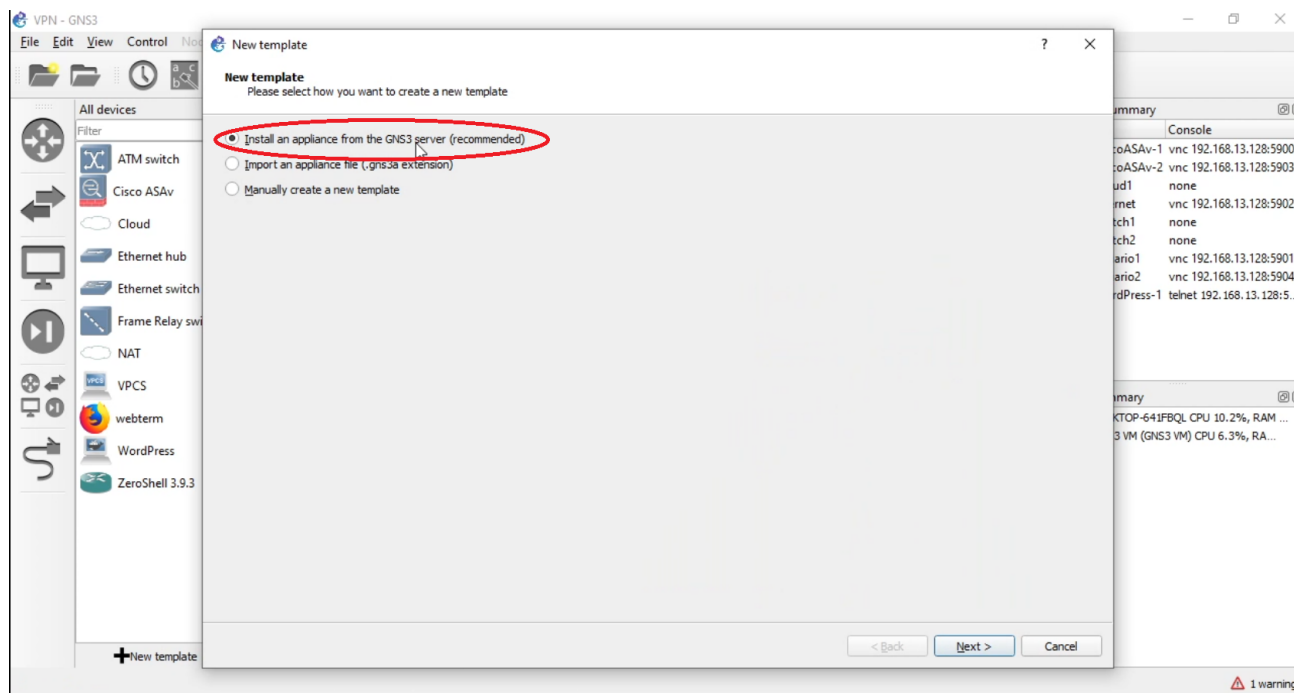 VPN - GNS3
File Edit View Control Nod
New template
?
New template
Please select how you want to create a new template
Install an appliance from the GNS3 server (recommended)
Import an appliance file (.gns3a extension)
Manually create a new template
< Back
Next >
Cancel
a c
b
All devices
Filter
ATM switch
Cisco ASAv
Cloud
Ethernet hub
Ethernet switch
Frame Relay swi
NAT
VPCS
webterm
WordPress
ZeroShell 3.9.3
New template
ummary
Console
coASAv-1 vnc 192.168.13.128:5900
coASAv-2 vnc 192.168.13.128:5903
ud1 none
rnet vnc 192.168.13.128:5902
tch1 none
tch2 none
ario1 vnc 192.168.13.128:5901
ario2 vnc 192.168.13.128:5904
rdPress-1 telnet 192.168.13.128:5..
mmary
KTOP-641FBQL CPU 10.2%, RAM ...
3 VM (GNS3 VM) CPU 6.3%, RA...
1 warning